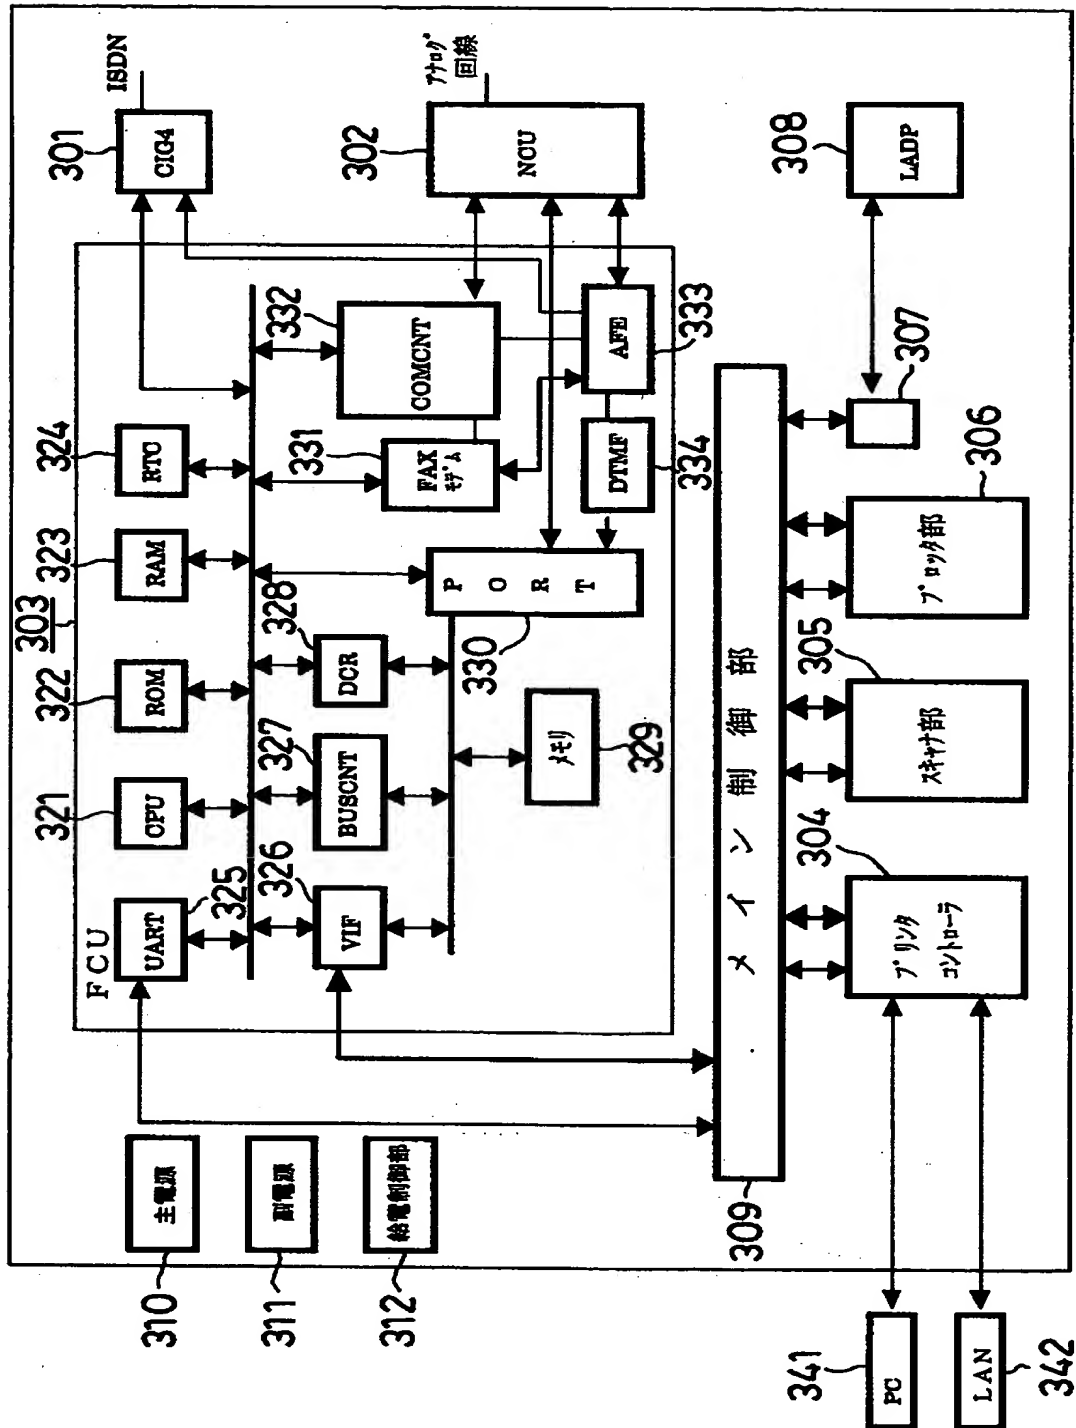 FCU
303
321
322
323
324
UART
CPU
ROM
RAM
RTC
325
326
327
328
331
332
VIF
BUSCNT
DCR
FAX
モデム
COMCNT
PORT
330
メモリ
329
DTMF
334
AFE
333
301
CIG4
ISDN
302
NCU
アナログ
回線
310
主電源
311
副電源
312
給電制御部
309
メイン制御部
304
プリンタ
コントローラ
305
スキャナ部
プロッタ部
306
307
308
LADP
341
PC
LAN
342